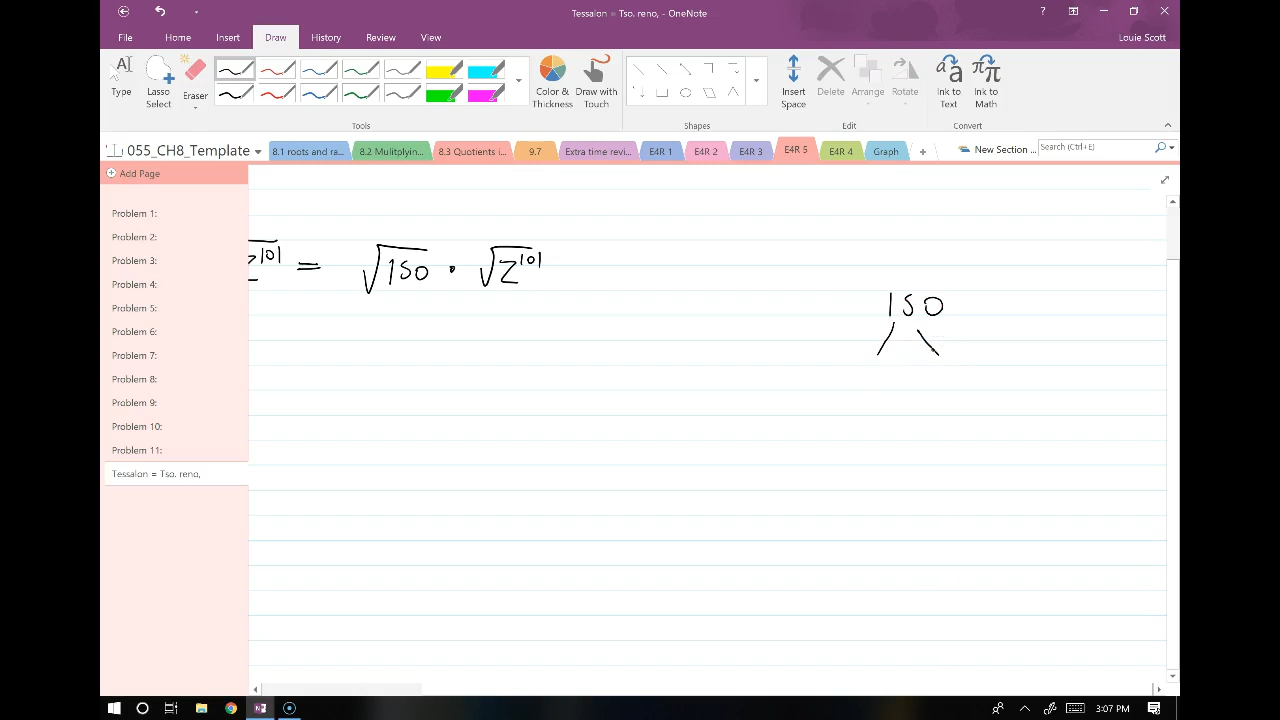 Tessalon = Tso. reno, - OneNote
?
File Home Insert Draw History Review View
Louie Scott
Type
Lasso Select
Eraser
Color & Thickness
Draw with Touch
Insert Space
Delete
Arrange
Rotate
Ink to Text
Ink to Math
Tools Shapes Edit Convert
055_CH8_Template 8.1 roots and ra... 8.2 Mulitplyin... 8.3 Quotients i... 9.7 Extra time revi... E4R 1 E4R 2 E4R 3 E4R 5 E4R 4 Graph + New Section ... Search (Ctrl+E)
Add Page
Problem 1:
Problem 2:
Problem 3:
Problem 4:
Problem 5:
Problem 6:
Problem 7:
Problem 8:
Problem 9:
Problem 10:
Problem 11:
Tessalon = Tso. reno,
z¹⁰¹ = √150 · √z¹⁰¹
150
3:07 PM